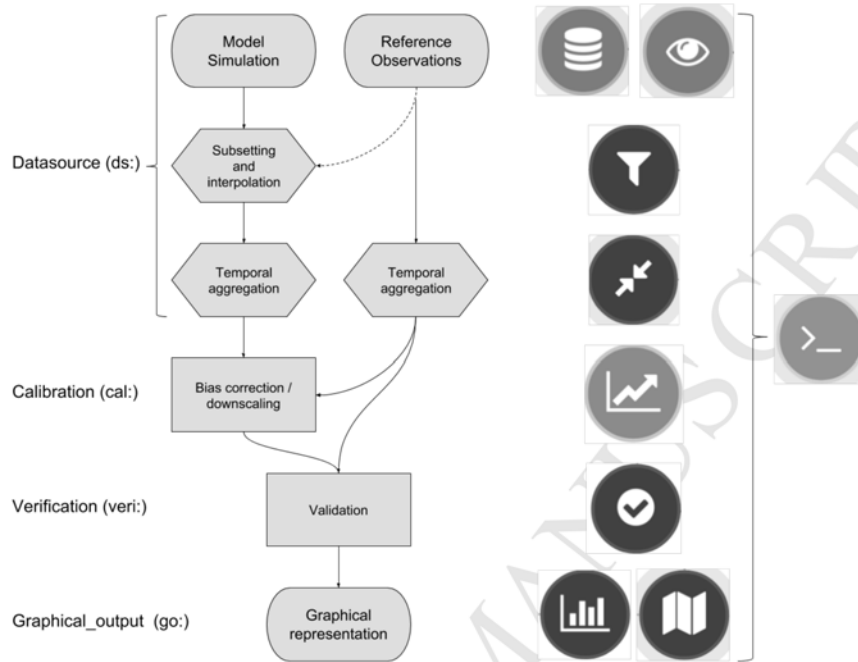 Model
Simulation
Reference
Observations
Datasource (ds:)
Subsetting
and
interpolation
Temporal
aggregation
Temporal
aggregation
Calibration (cal:)
Bias correction /
downscaling
Verification (veri:)
Validation
Graphical_output (go:)
Graphical
representation
>_
MANUSCRI